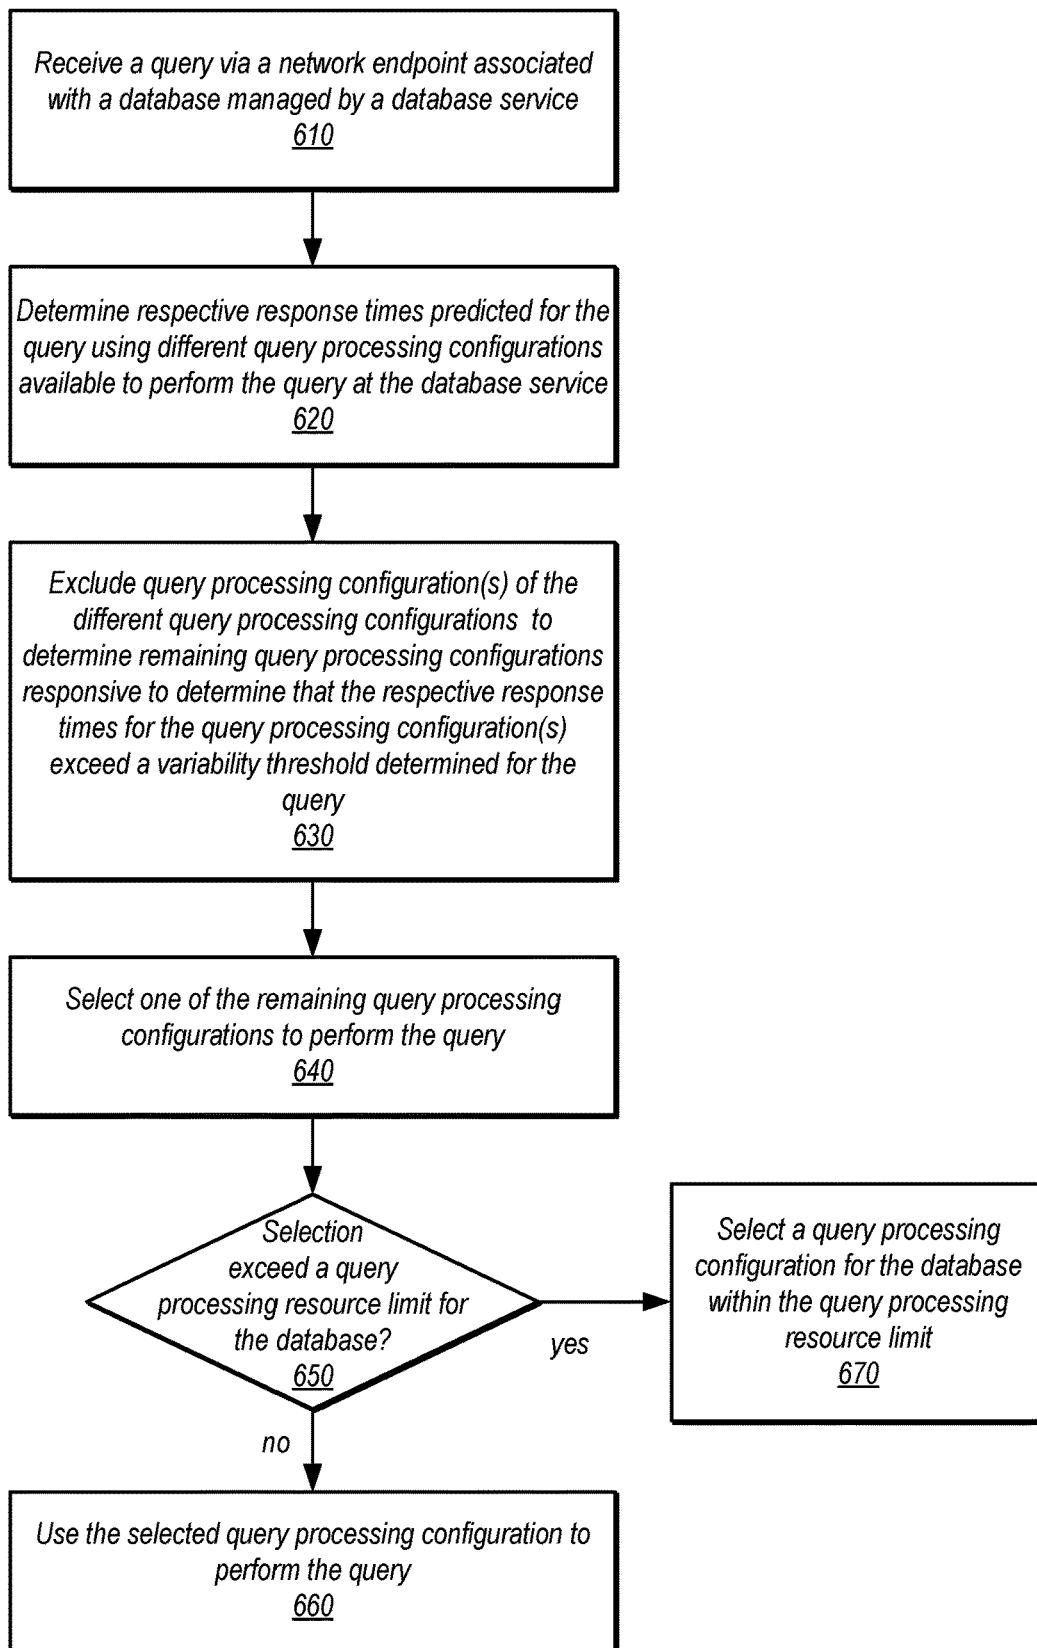 Receive a query via a network endpoint associated
with a database managed by a database service
610
Determine respective response times predicted for the
query using different query processing configurations
available to perform the query at the database service
620
Exclude query processing configuration(s) of the
different query processing configurations to
determine remaining query processing configurations
responsive to determine that the respective response
times for the query processing configuration(s)
exceed a variability threshold determined for the
query
630
Select one of the remaining query processing
configurations to perform the query
640
Selection
exceed a query
processing resource limit for
the database?
650
yes
Select a query processing
configuration for the database
within the query processing
resource limit
670
no
Use the selected query processing configuration to
perform the query
660